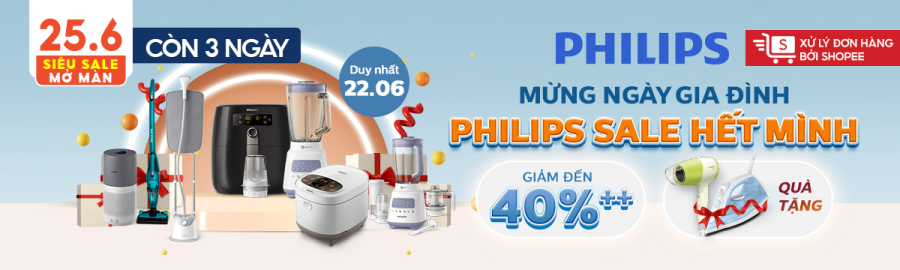 25.6
SIÊU SALE
MỞ MÀN
CÒN 3 NGÀY
Duy nhất
22.06
PHILIPS
XỬ LÝ ĐƠN HÀNG
BỞI SHOPEE
MỪNG NGÀY GIA ĐÌNH
PHILIPS SALE HẾT MÌNH
GIẢM ĐẾN
40%++
QUÀ
TẶNG